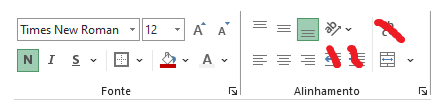 Times New Roman 12 A A
N I S A
Fonte Alinhamento